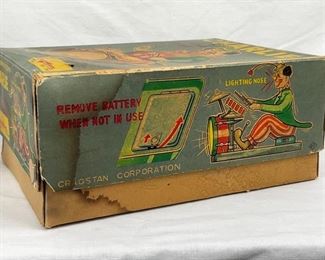 LIGHTING NOSE
REMOVE BATTERY
WHEN NOT IN USE
CRAGSTAN CORPORATION